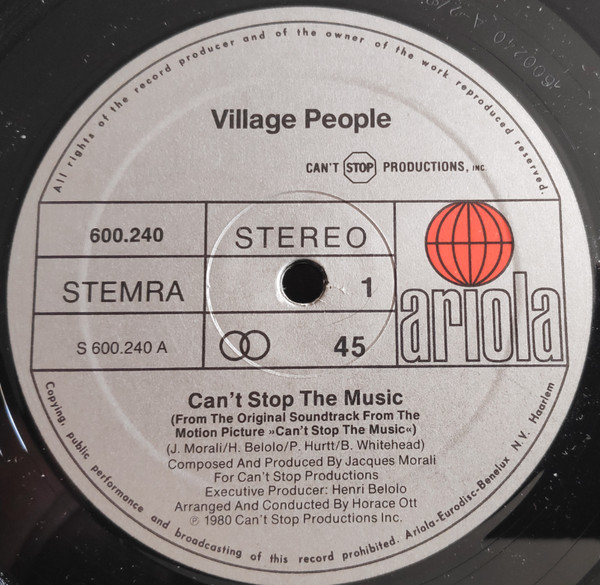 All rights of the record producer and of the owner of the work reproduced reserved.
Village People
CAN'T STOP PRODUCTIONS, INC.
600.240
STEREO
STEMRA
1
ariola
S 600.240 A
45
Can't Stop The Music
(From The Original Soundtrack From The
Motion Picture »Can't Stop The Music«)
(J. Morali/H. Belolo/P. Hurtt/B. Whitehead)
Composed And Produced By Jacques Morali
For Can't Stop Productions
Executive Producer: Henri Belolo
Arranged And Conducted By Horace Ott
℗ 1980 Can't Stop Productions Inc.
Copying, public performance and broadcasting of this record prohibited. Ariola-Eurodisc-Benelux N.V. Haarlem